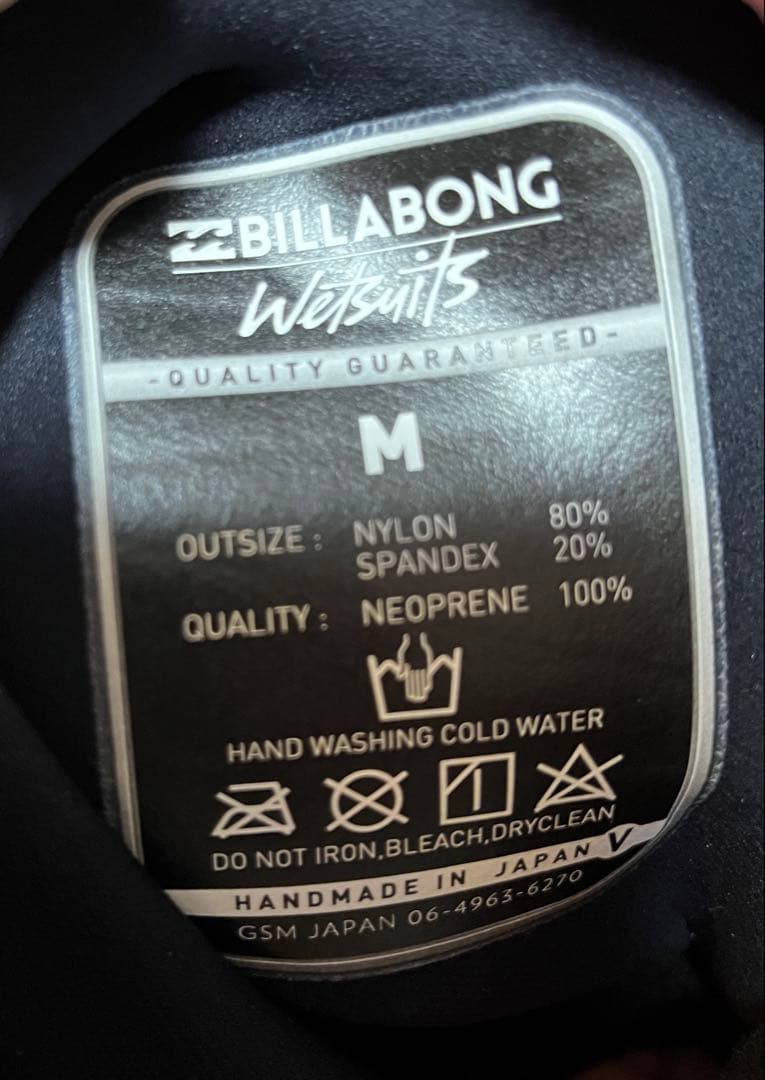 BILLABONG
Wetsuits
-QUALITY GUARANTEED-
M
OUTSIZE : NYLON 80%
SPANDEX 20%
QUALITY : NEOPRENE 100%
HAND WASHING COLD WATER
DO NOT IRON,BLEACH,DRYCLEAN
HANDMADE IN JAPAN V
GSM JAPAN 06-4963-6270